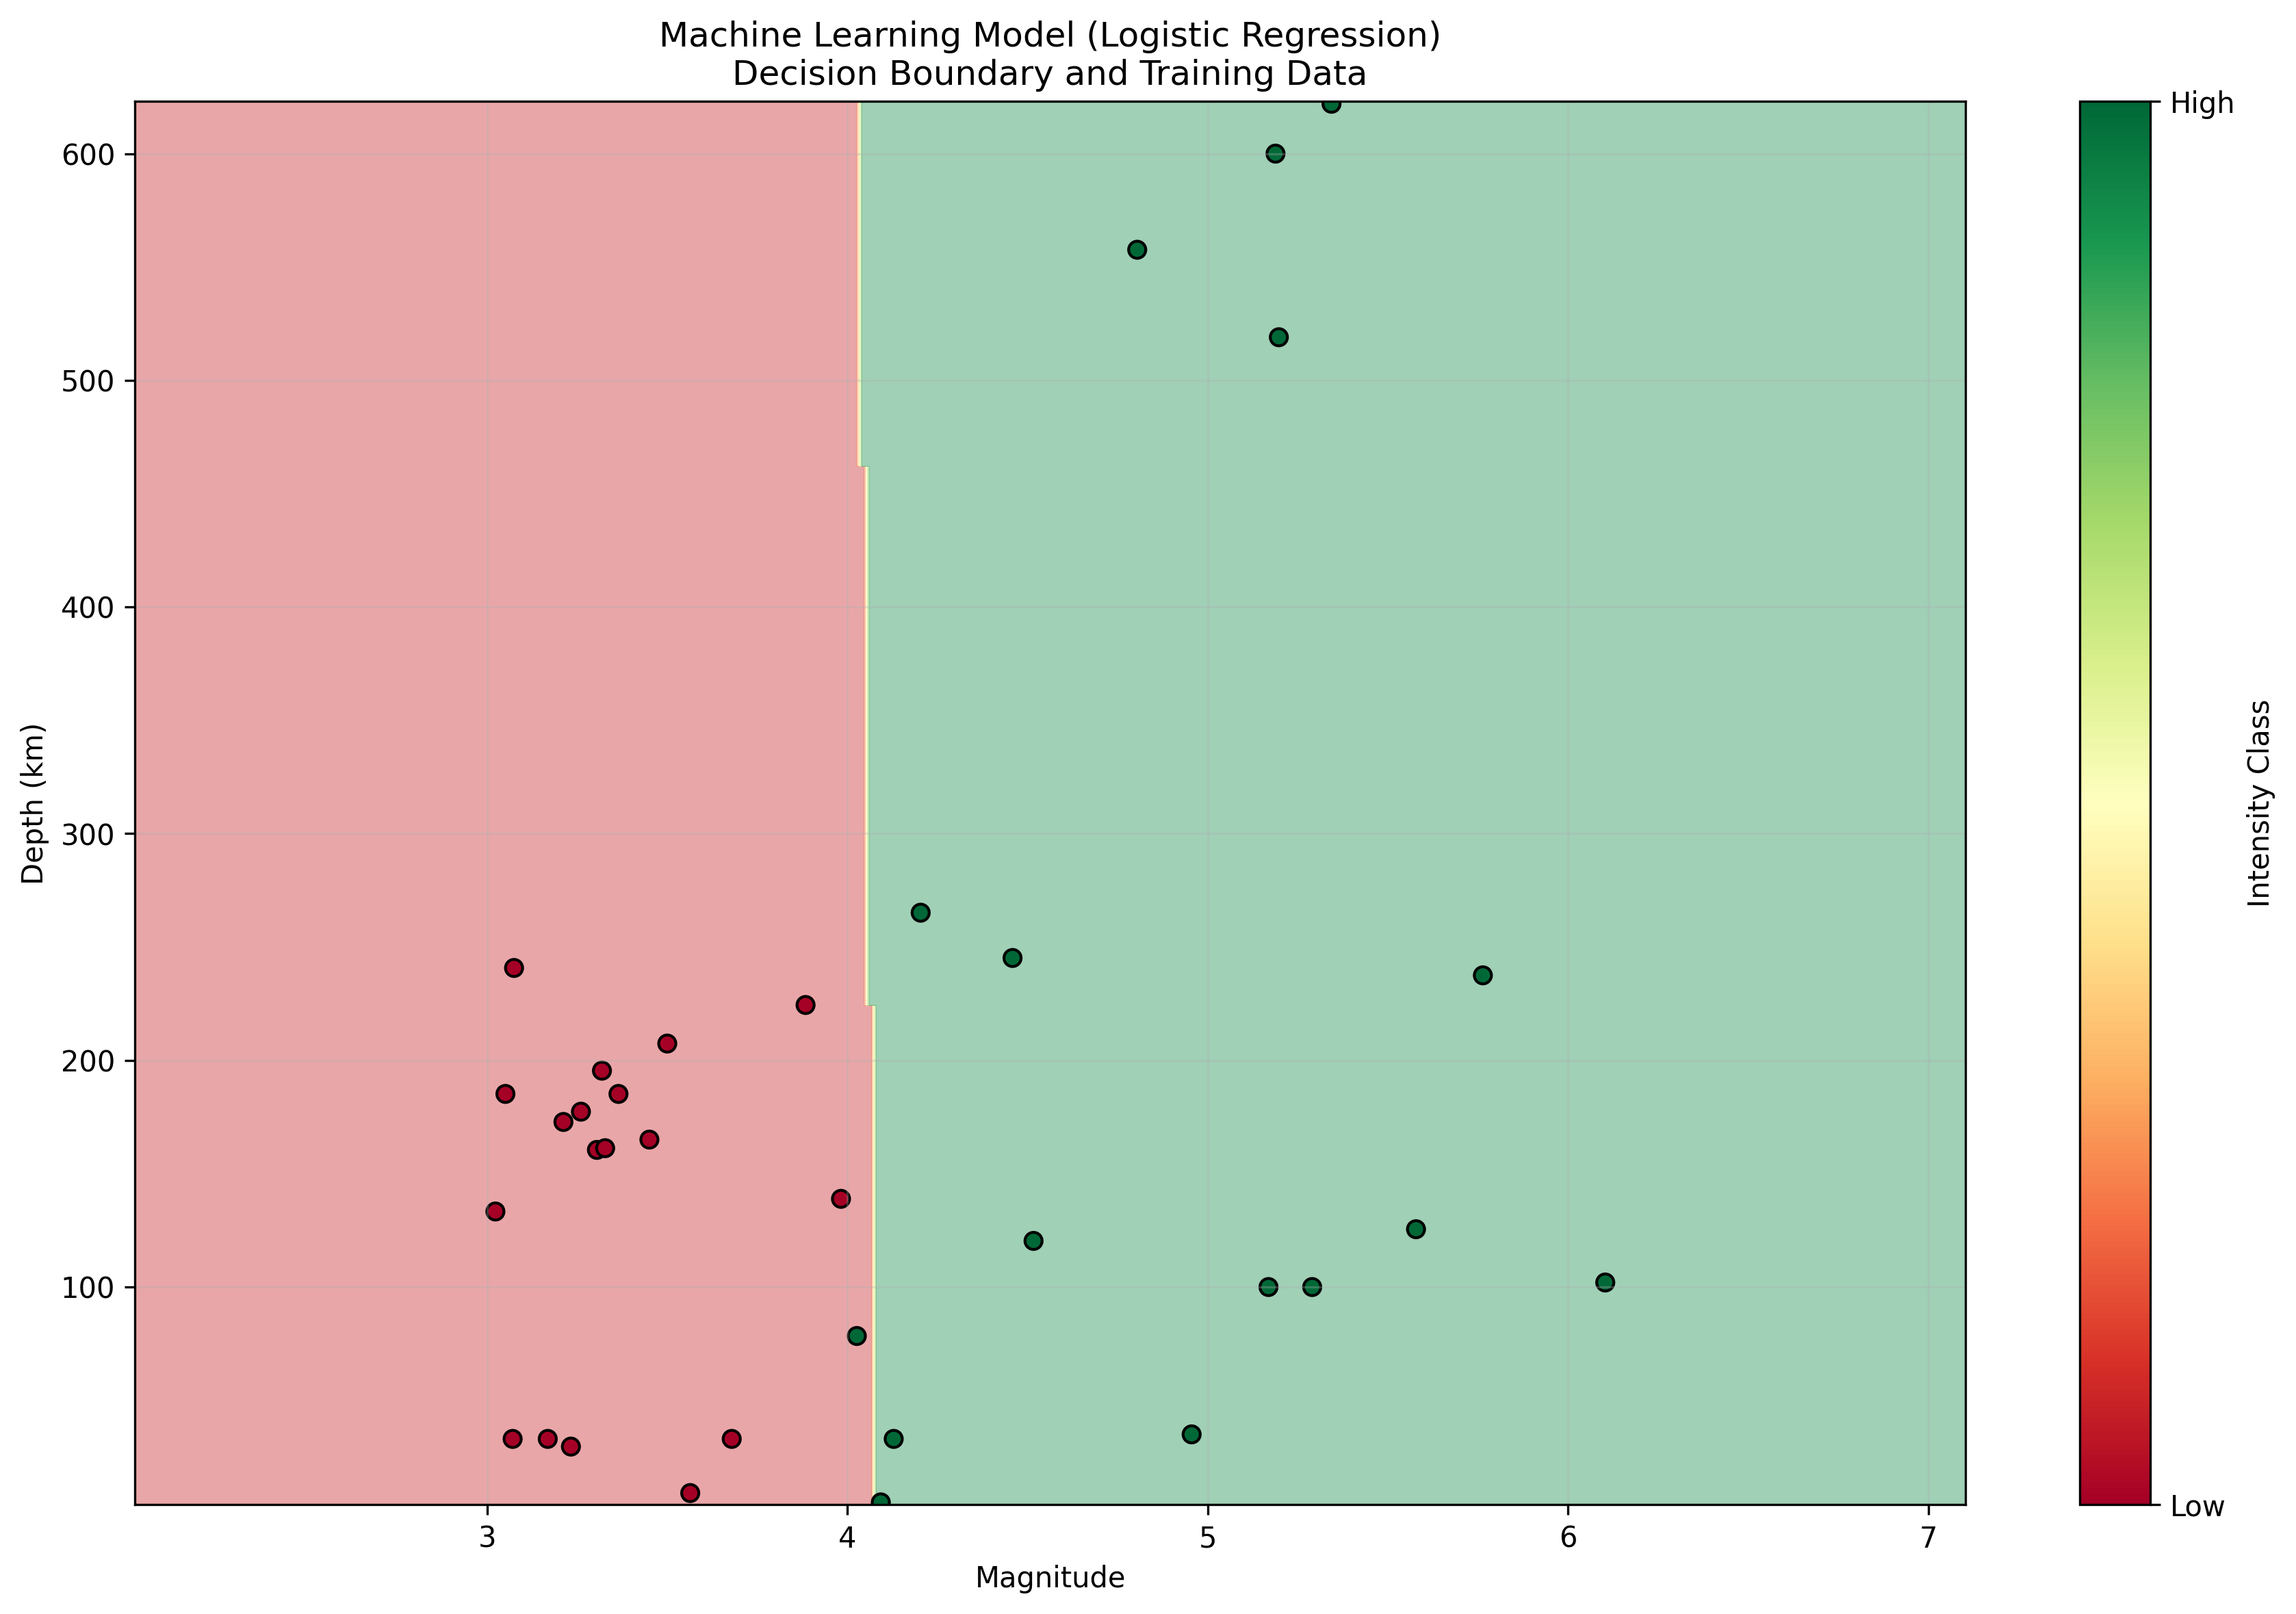 Machine Learning Model (Logistic Regression)
Decision Boundary and Training Data
High
600
500
400
300
200
100
Depth (km)
Intensity Class
Low
3 4 5 6 7
Magnitude